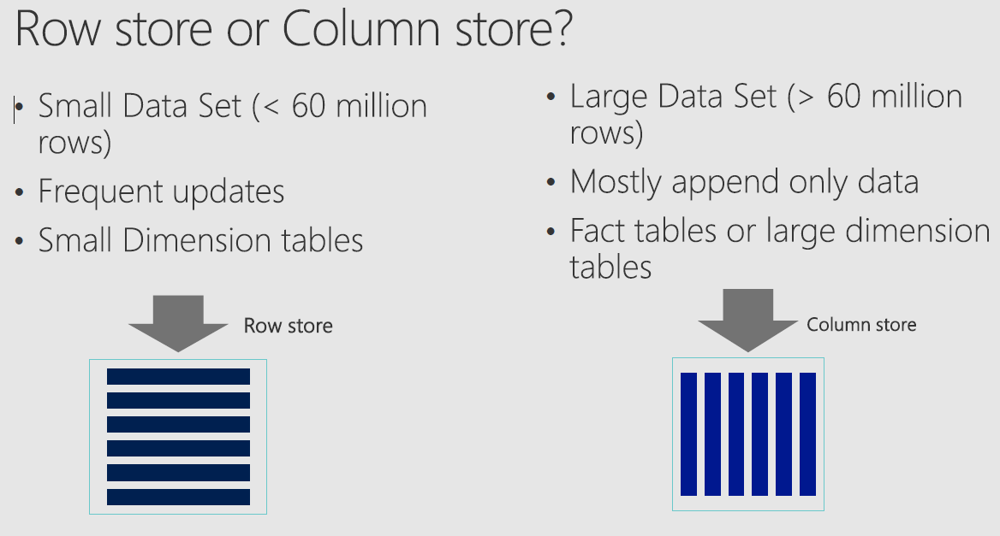 Row store or Column store?
• Small Data Set (< 60 million
rows)
• Frequent updates
• Small Dimension tables
Row store
• Large Data Set (> 60 million
rows)
• Mostly append only data
• Fact tables or large dimension
tables
Column store